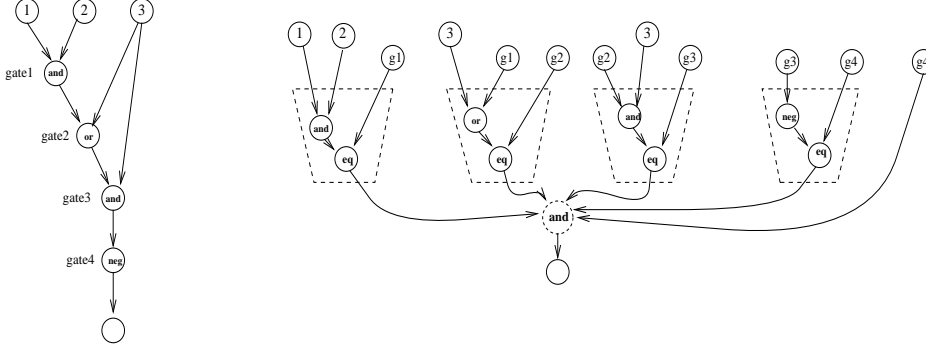 1 2 3
gate1 and
gate2 or
gate3 and
gate4 neg
1 2 g1
and
eq
3 g1 g2
or
eq
g2 3 g3
and
eq
g3 g4
neg
eq
g4
and